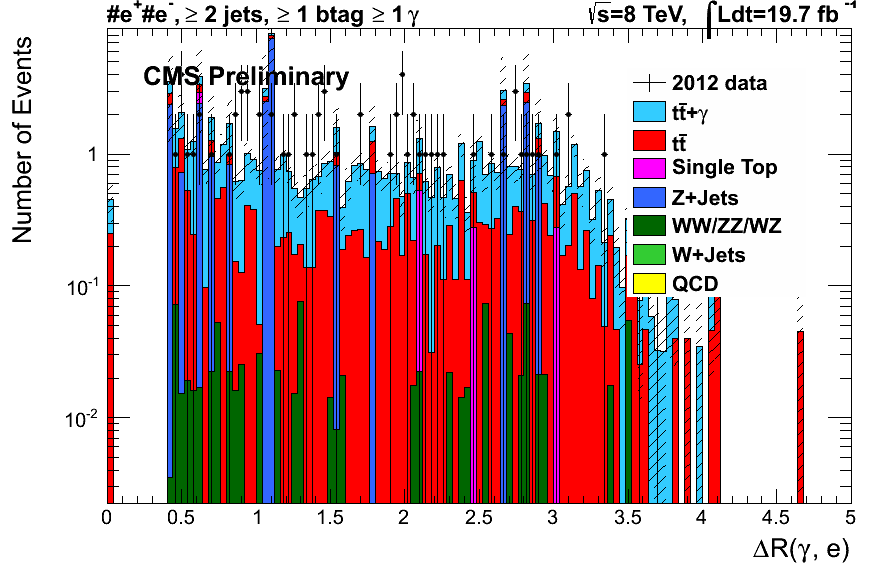 #e⁺#e⁻, ≥ 2 jets, ≥ 1 btag ≥ 1 γ √s=8 TeV, ∫Ldt=19.7 fb⁻¹
CMS Preliminary
2012 data
tt̄+γ
tt̄
Single Top
Z+Jets
WW/ZZ/WZ
W+Jets
QCD
Number of Events
1
10⁻¹
10⁻²
0 0.5 1 1.5 2 2.5 3 3.5 4 4.5 5
ΔR(γ, e)